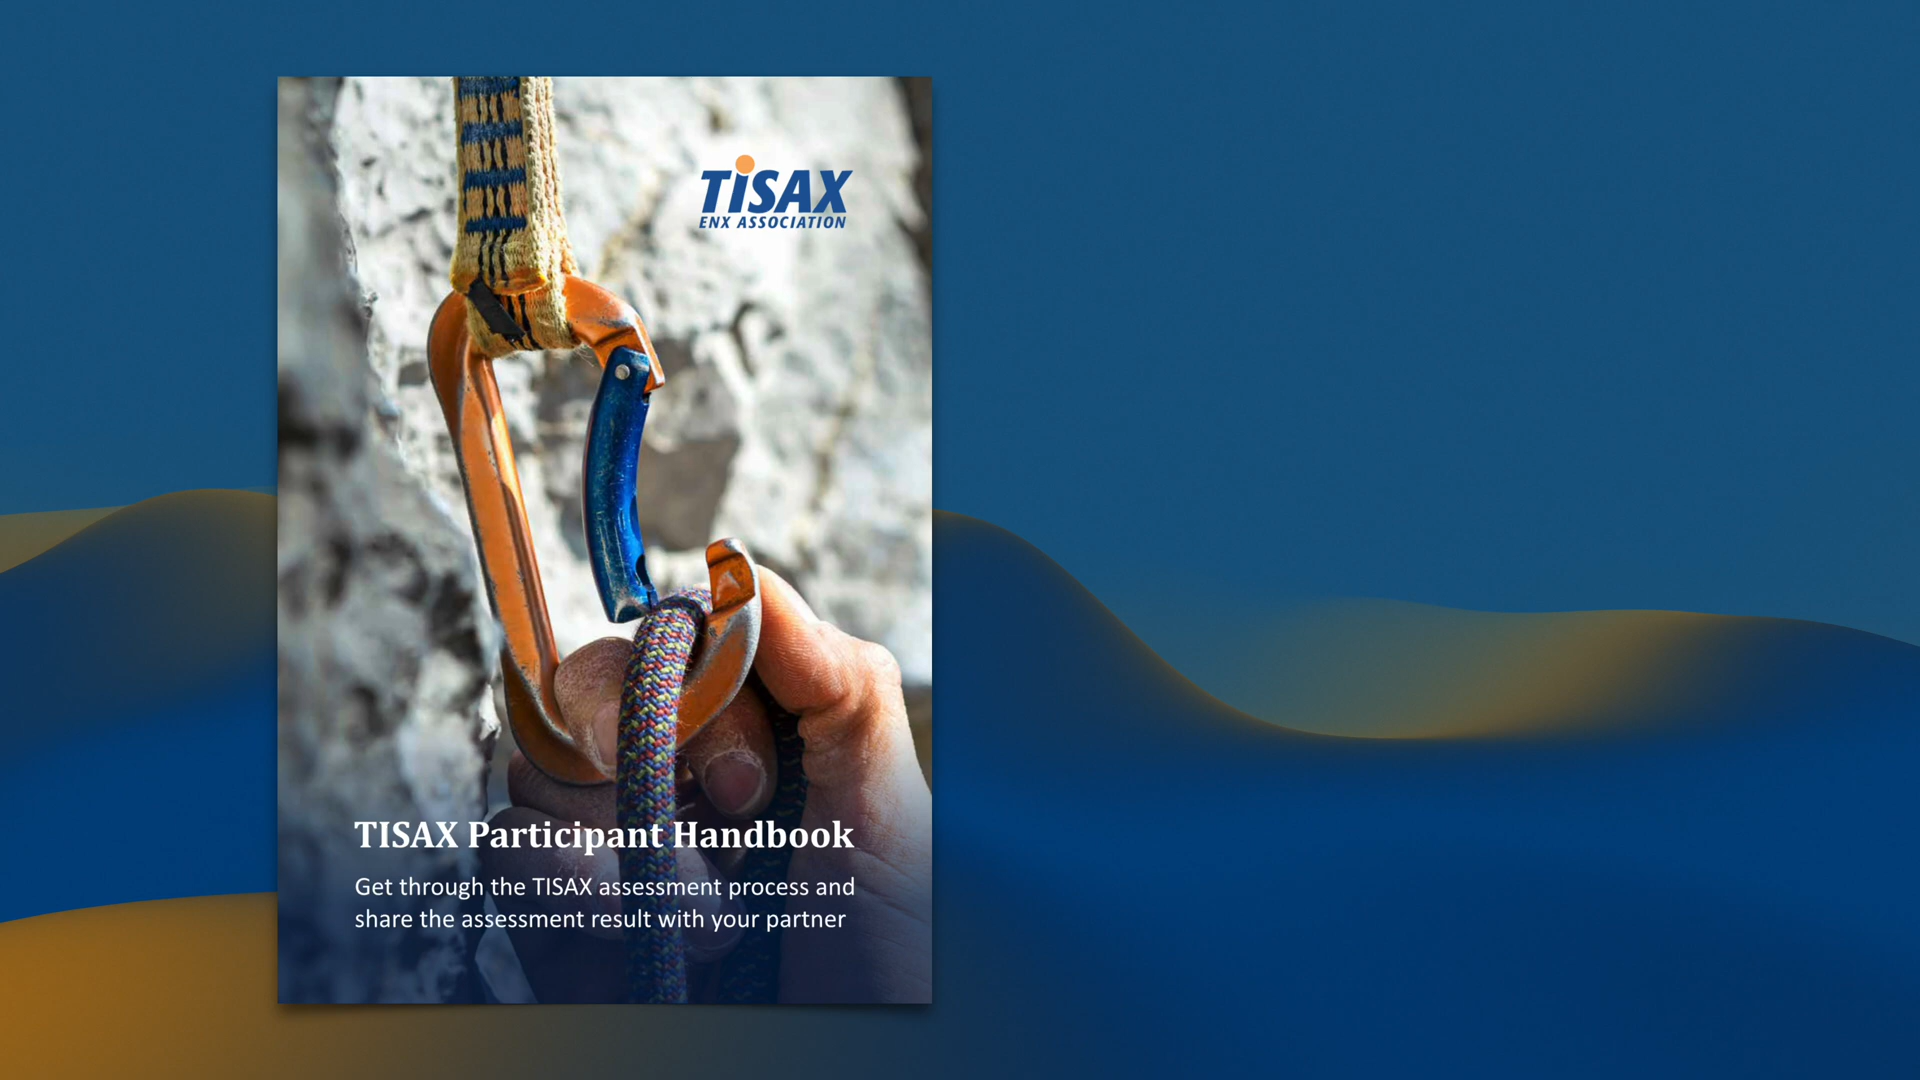 TiSAX
ENX ASSOCIATION
TISAX Participant Handbook
Get through the TISAX assessment process and
share the assessment result with your partner